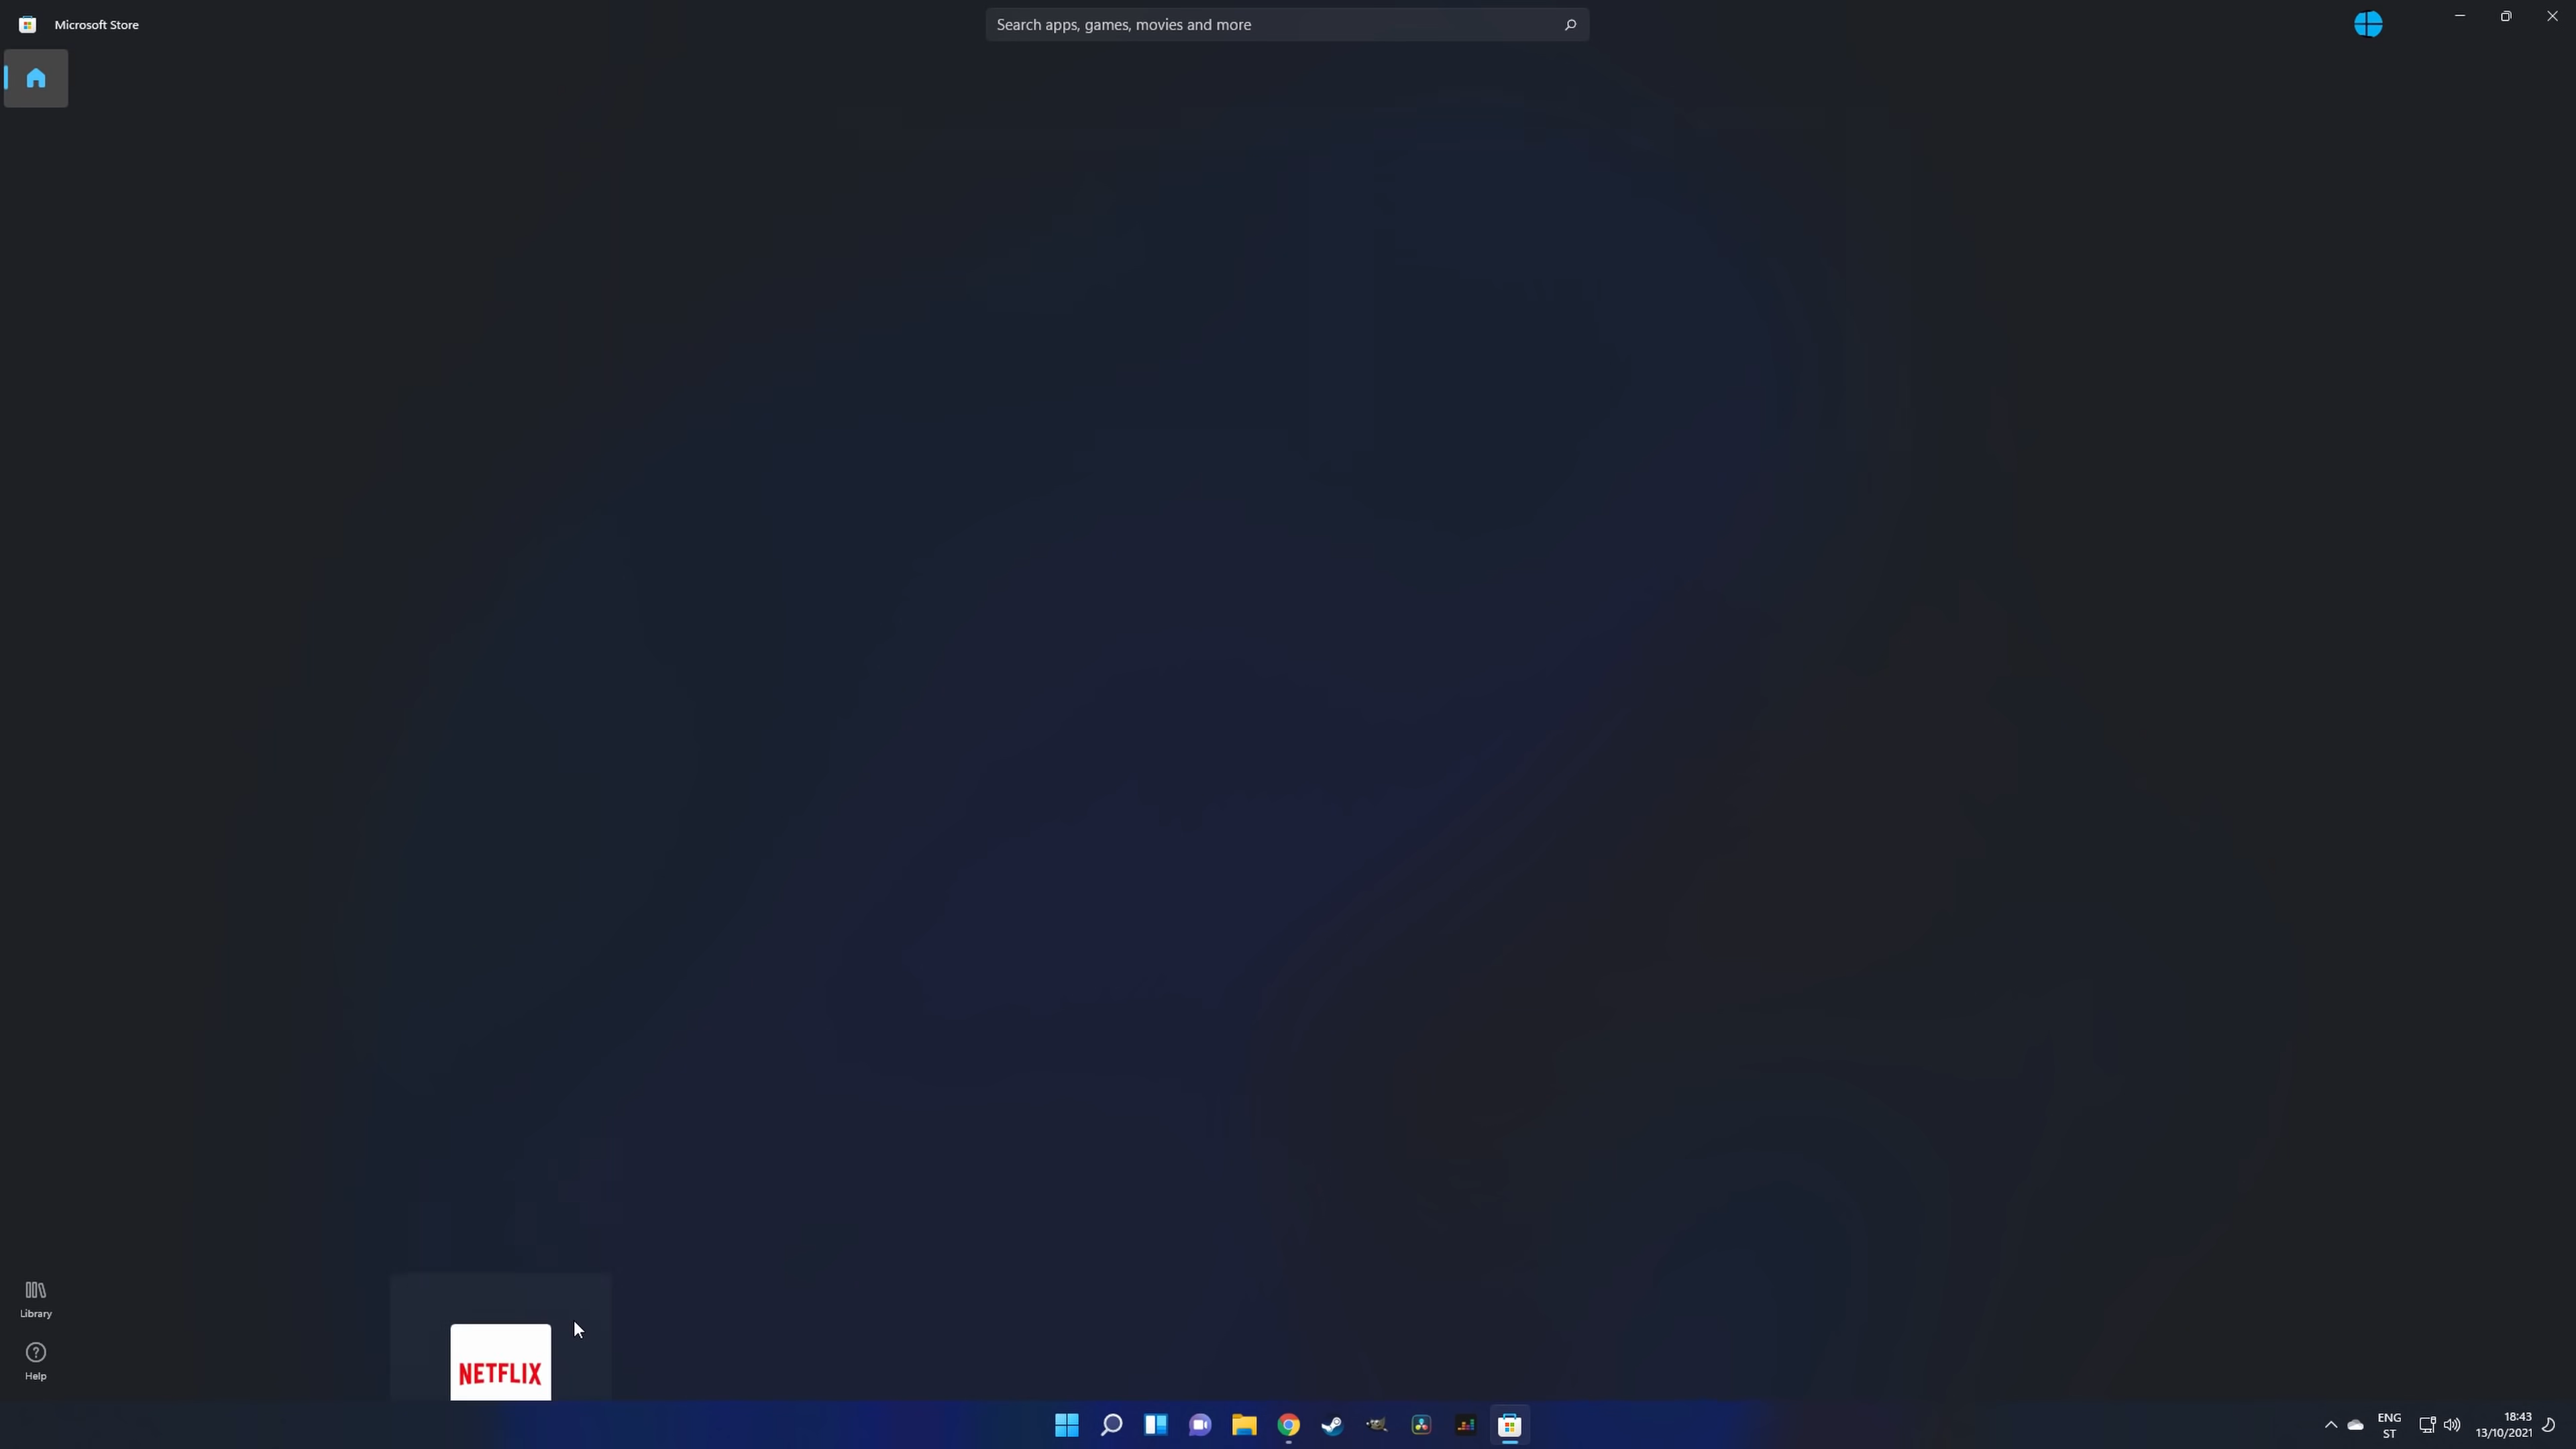 Microsoft Store
Search apps, games, movies and more
Library
Help
NETFLIX
ENG
ST
18:43
13/10/2021